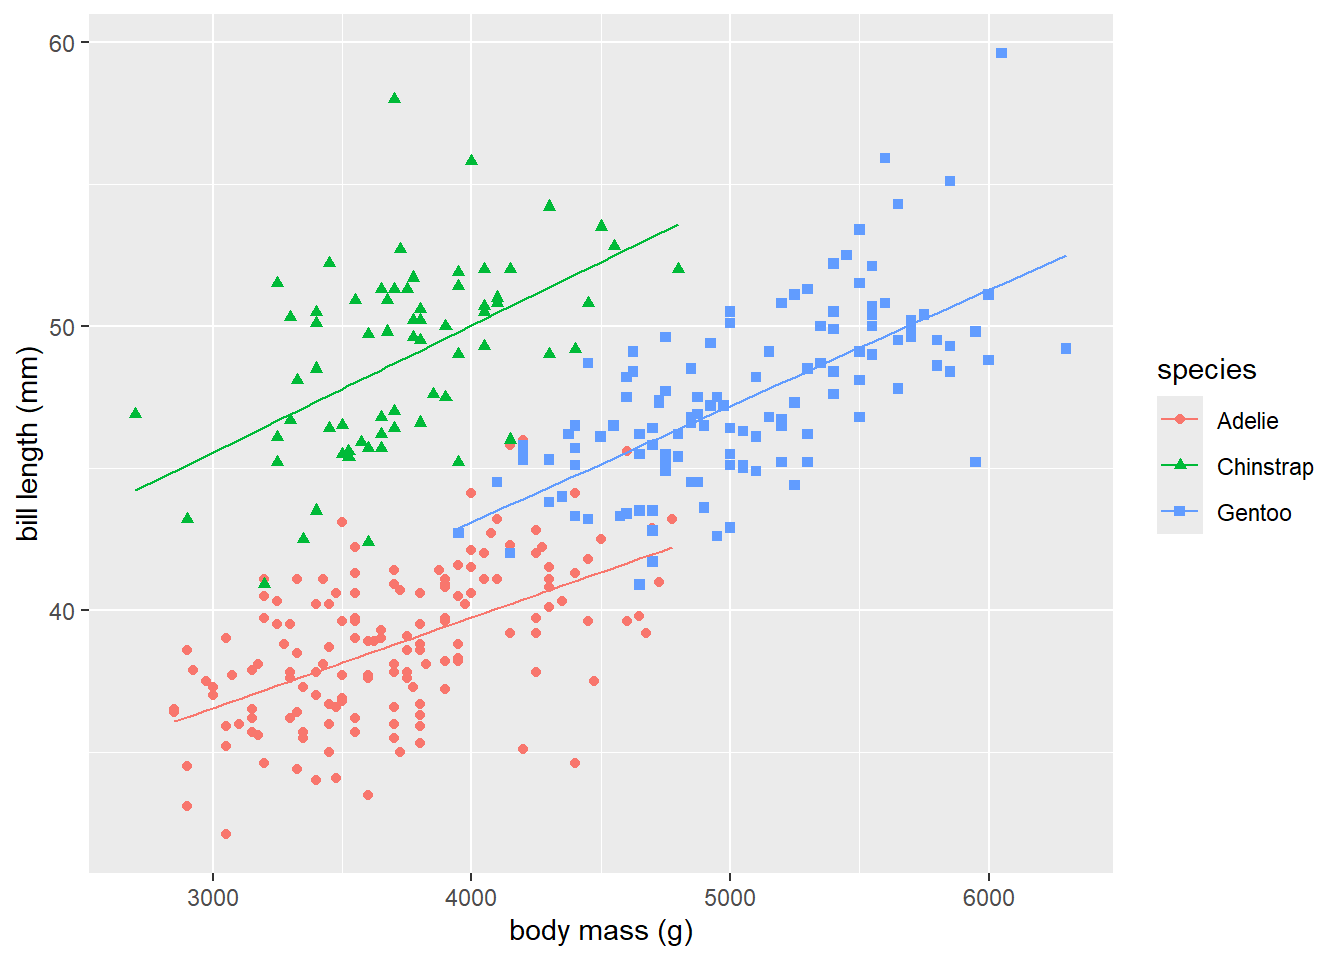 60
50
40
bill length (mm)
3000 4000 5000 6000
body mass (g)
species
Adelie
Chinstrap
Gentoo